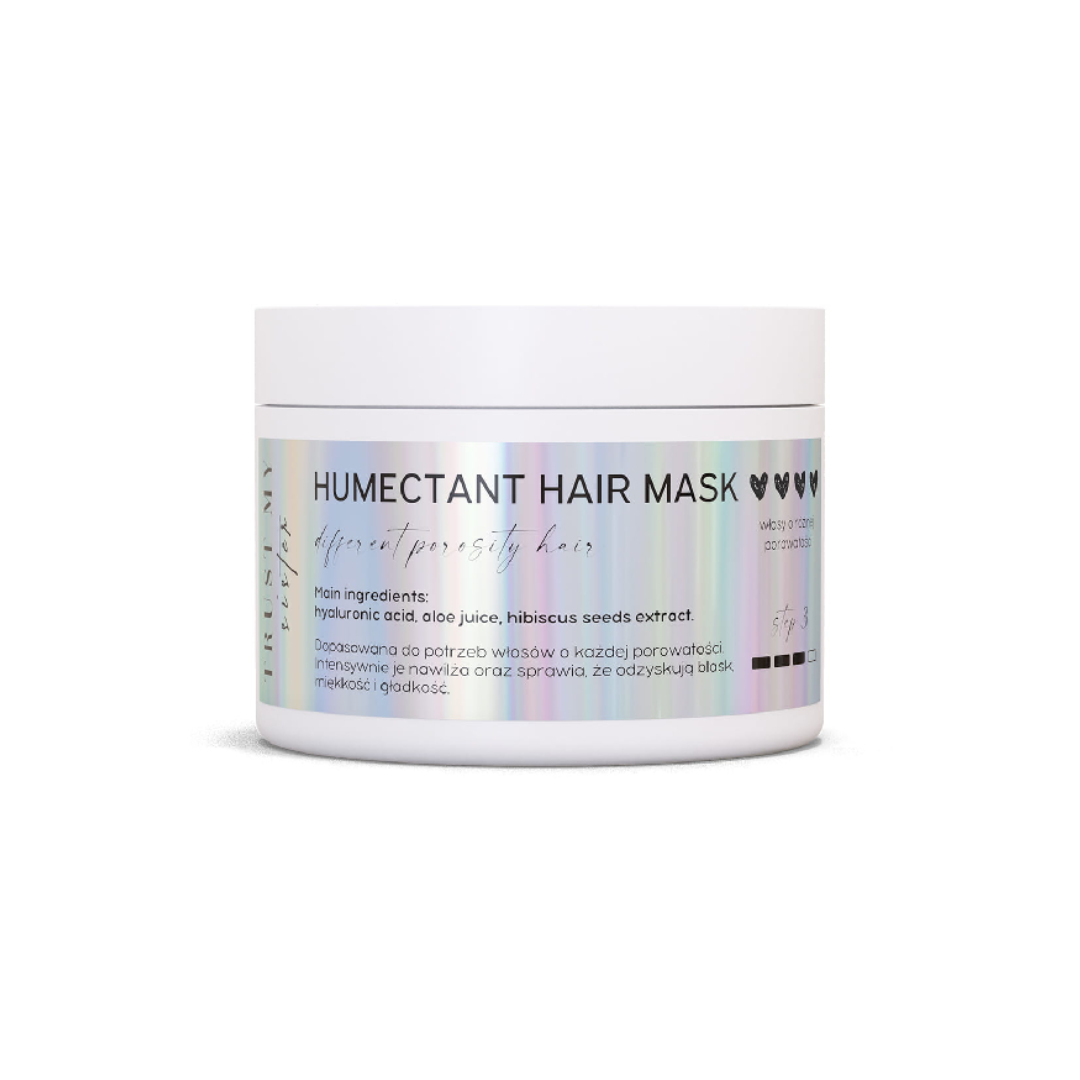 TRUST MY
sister
HUMECTANT HAIR MASK
different porosity hair
Main ingredients:
hyaluronic acid, aloe juice, hibiscus seeds extract.
Dopasowana do potrzeb włosów o każdej porowatości.
Intensywnie je nawilża oraz sprawia, że odzyskują blask,
miękkość i gładkość.
włosy o różnej
porowatości
step 3